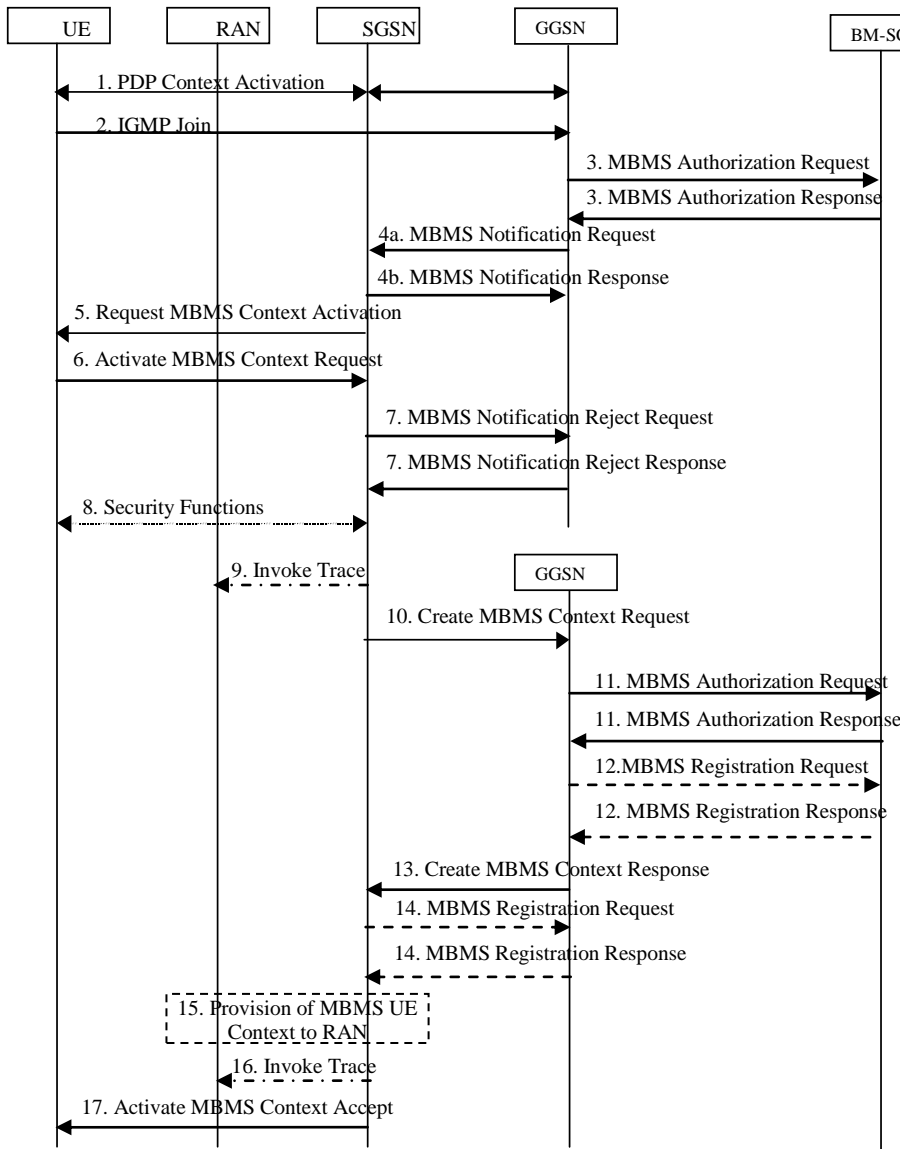 UE
RAN
SGSN
GGSN
BM-SC
1. PDP Context Activation
2. IGMP Join
3. MBMS Authorization Request
3. MBMS Authorization Response
4a. MBMS Notification Request
4b. MBMS Notification Response
5. Request MBMS Context Activation
6. Activate MBMS Context Request
7. MBMS Notification Reject Request
7. MBMS Notification Reject Response
8. Security Functions
9. Invoke Trace
GGSN
10. Create MBMS Context Request
11. MBMS Authorization Request
11. MBMS Authorization Response
12.MBMS Registration Request
12. MBMS Registration Response
13. Create MBMS Context Response
14. MBMS Registration Request
14. MBMS Registration Response
15. Provision of MBMS UE
Context to RAN
16. Invoke Trace
17. Activate MBMS Context Accept